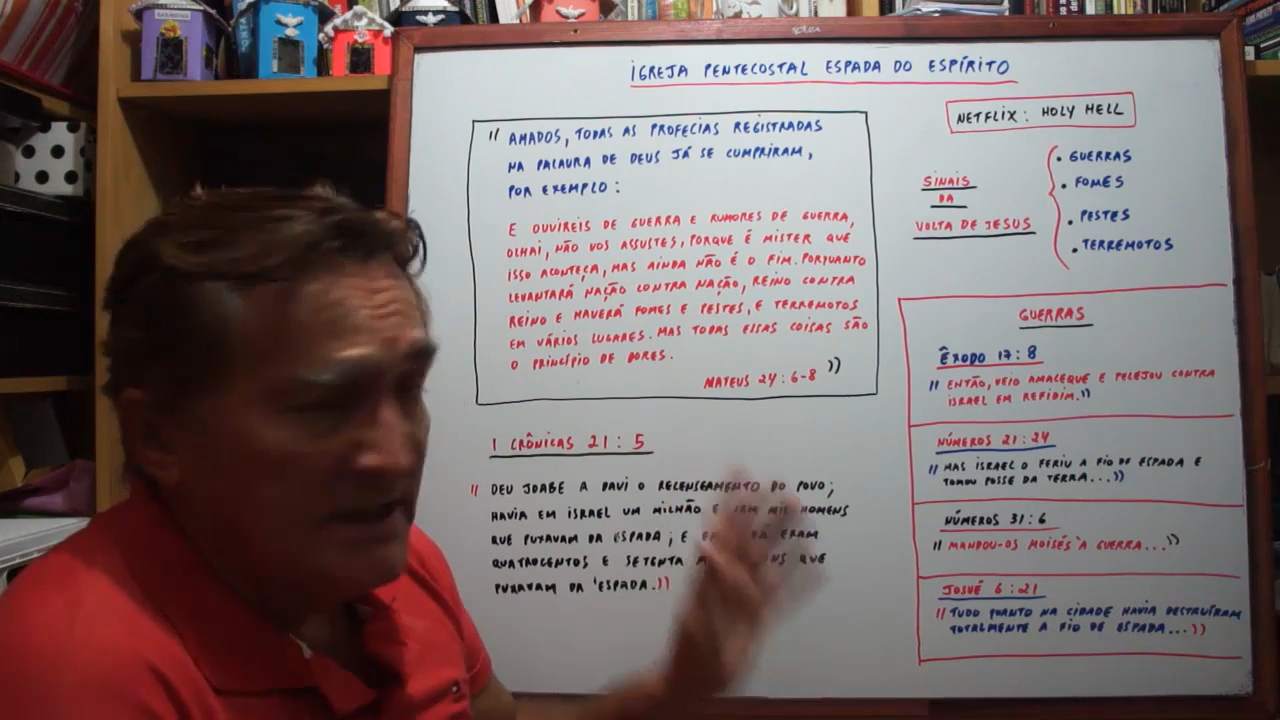 IGREJA PENTECOSTAL ESPADA DO ESPÍRITO
NETFLIX: HOLY HELL
" AMADOS, TODAS AS PROFECIAS REGISTRADAS
NA PALAVRA DE DEUS JÁ SE CUMPRIRAM,
POR EXEMPLO:
E OUVIREIS DE GUERRA E RUMORES DE GUERRA,
OLHAI, NÃO VOS ASSUSTES, PORQUE É MISTER QUE
ISSO ACONTEÇA, MAS AINDA NÃO É O FIM. PORQUANTO
LEVANTARÁ NAÇÃO CONTRA NAÇÃO, REINO CONTRA
REINO E HAVERÁ FOMES E PESTES, E TERREMOTOS
EM VÁRIOS LUGARES. MAS TODAS ESSAS COISAS SÃO
O PRINCÍPIO DE DORES. "
MATEUS 24: 6-8
SINAIS
DA
VOLTA DE JESUS
• GUERRAS
• FOMES
• PESTES
• TERREMOTOS
1 CRÔNICAS 21: 5
" DEU JOABE A DAVI O RECENSEAMENTO DO POVO;
HAVIA EM ISRAEL UM MILHÃO E MIL HOMENS
QUE PUXAVAM DA ESPADA; E ERAM
QUATROCENTOS E SETENTA QUE
PUXAVAM DA 'ESPADA."
GUERRAS
ÊXODO 17:8
" ENTÃO, VEIO AMALEQUE E PELEJOU CONTRA
ISRAEL EM REFIDIM."
NÚMEROS 21:24
" MAS ISRAEL O FERIU A FIO DE ESPADA E
TOMOU POSSE DA TERRA..."
NÚMEROS 31:6
" MANDOU-OS MOISÉS À GUERRA..."
JOSUÉ 6:21
" TUDO QUANTO NA CIDADE HAVIA DESTRUÍRAM
TOTALMENTE A FIO DE ESPADA..."